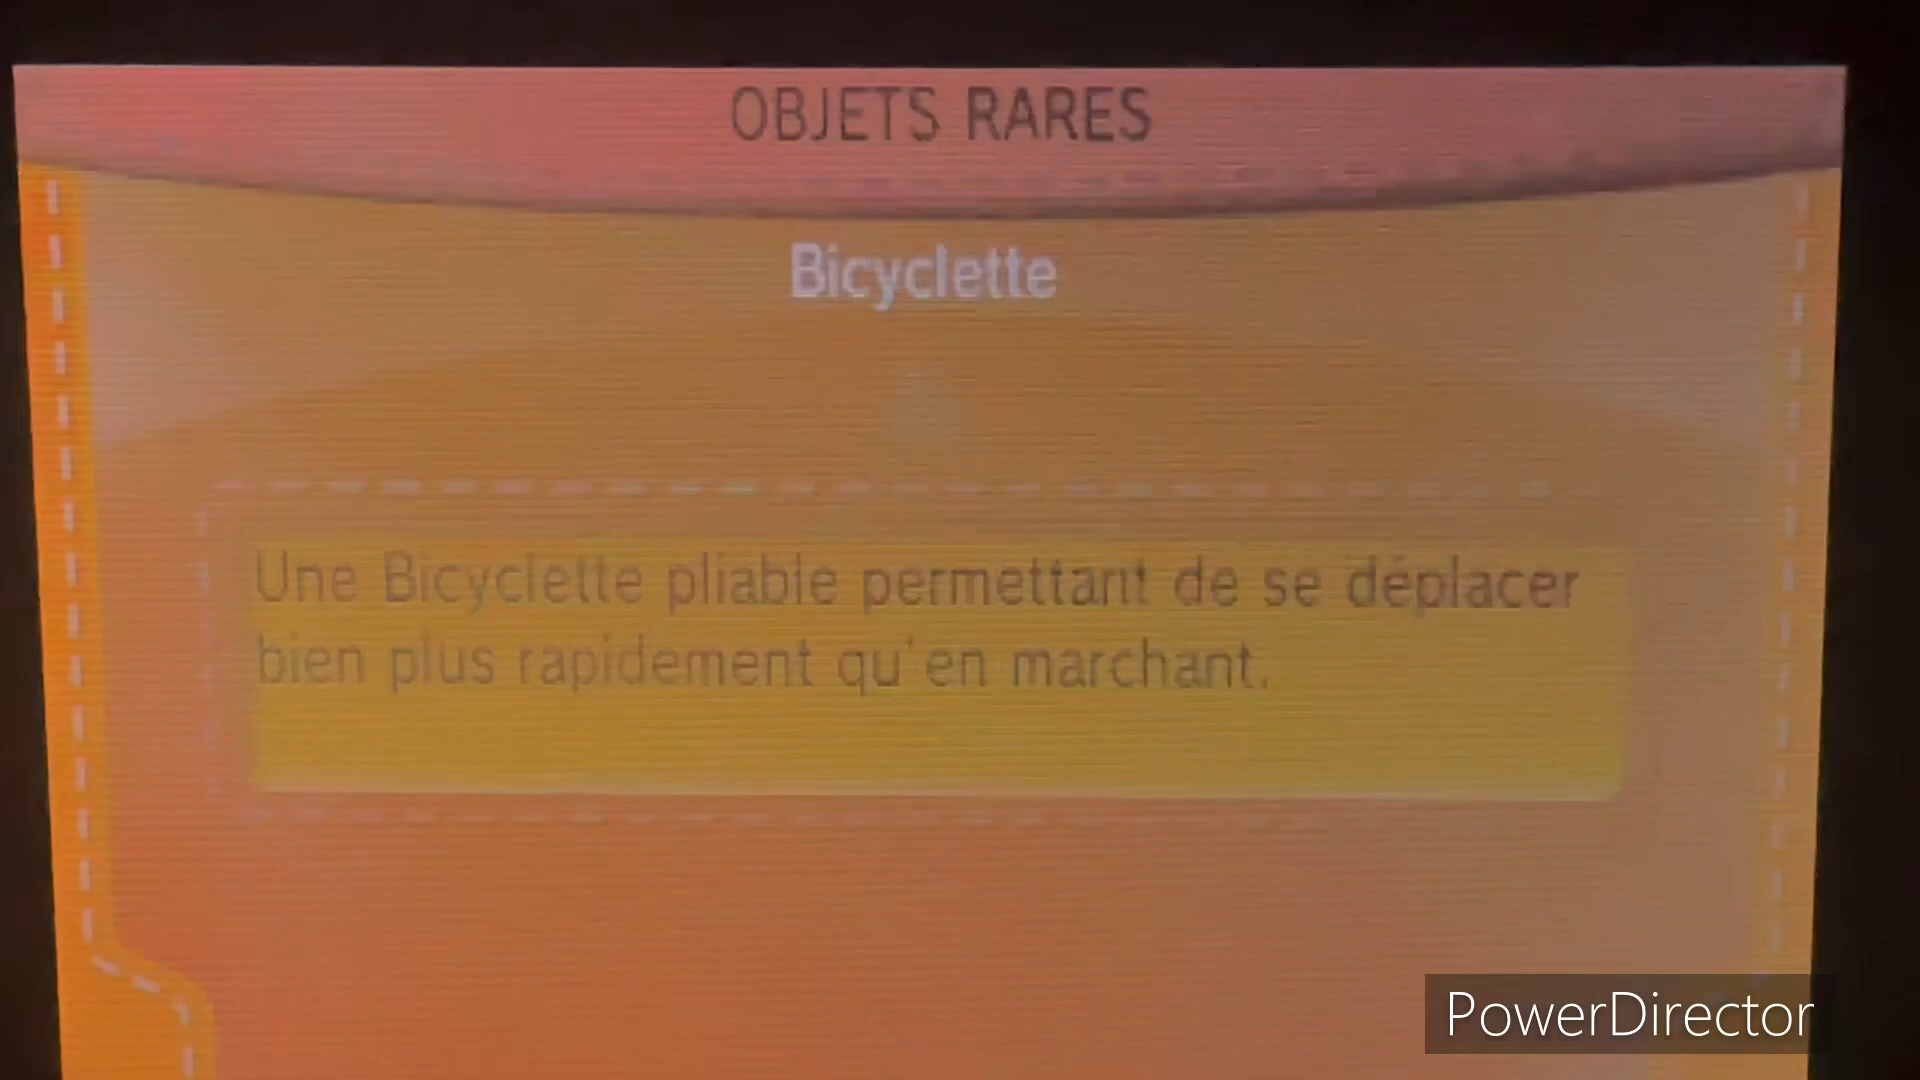 OBJETS RARES
Bicyclette
Une Bicyclette pliable permettant de se déplacer
bien plus rapidement qu'en marchant.
PowerDirector